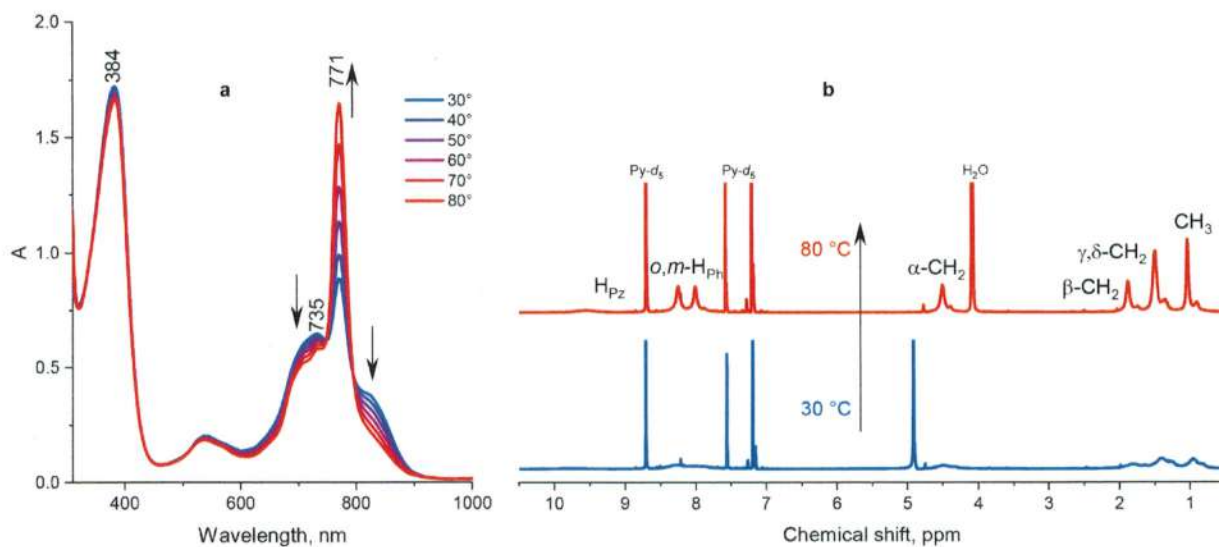 2.0
1.5
1.0
0.5
0.0
A
400
600
800
1000
Wavelength, nm
384
a
735
771
30°
40°
50°
60°
70°
80°
b
Py-d5
Py-d5
H2O
80 °C
30 °C
HPz
o,m-HPh
α-CH2
β-CH2
γ,δ-CH2
CH3
10
9
8
7
6
5
4
3
2
1
Chemical shift, ppm